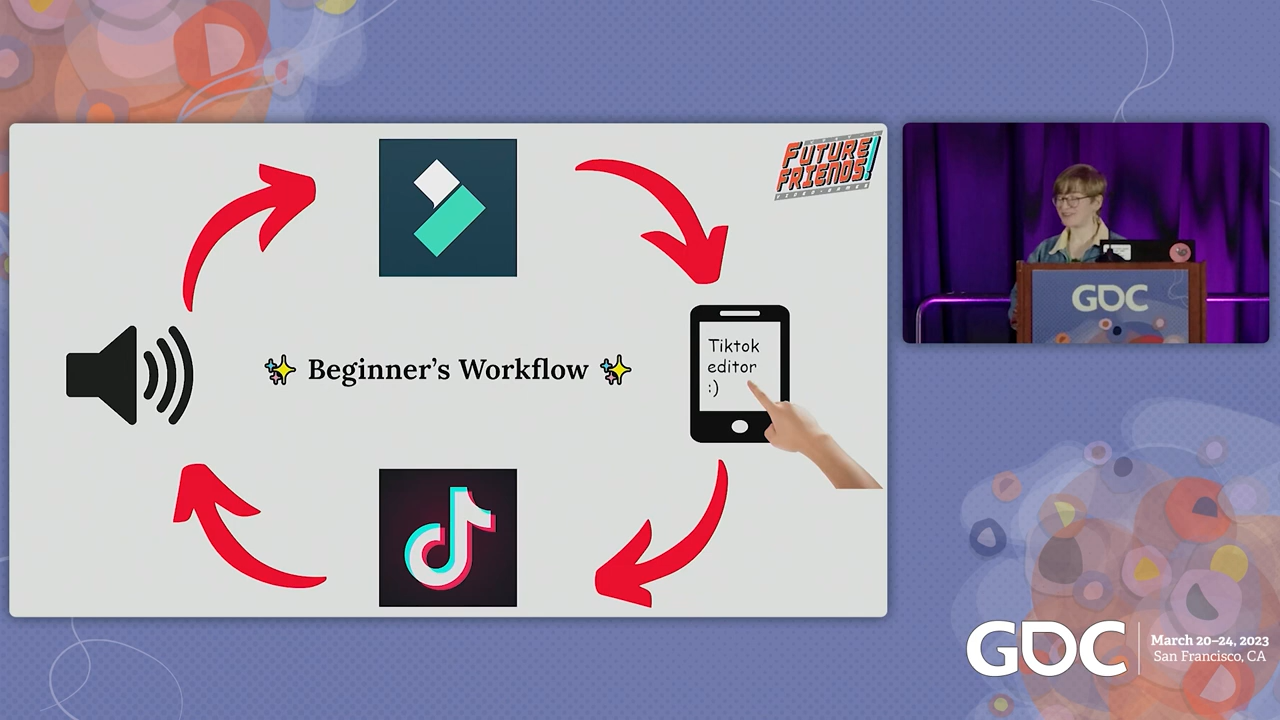 FUTURE
FRIENDS!
✨ Beginner's Workflow ✨
Tiktok
editor
:)
GDC
GDC
March 20–24, 2023
San Francisco, CA